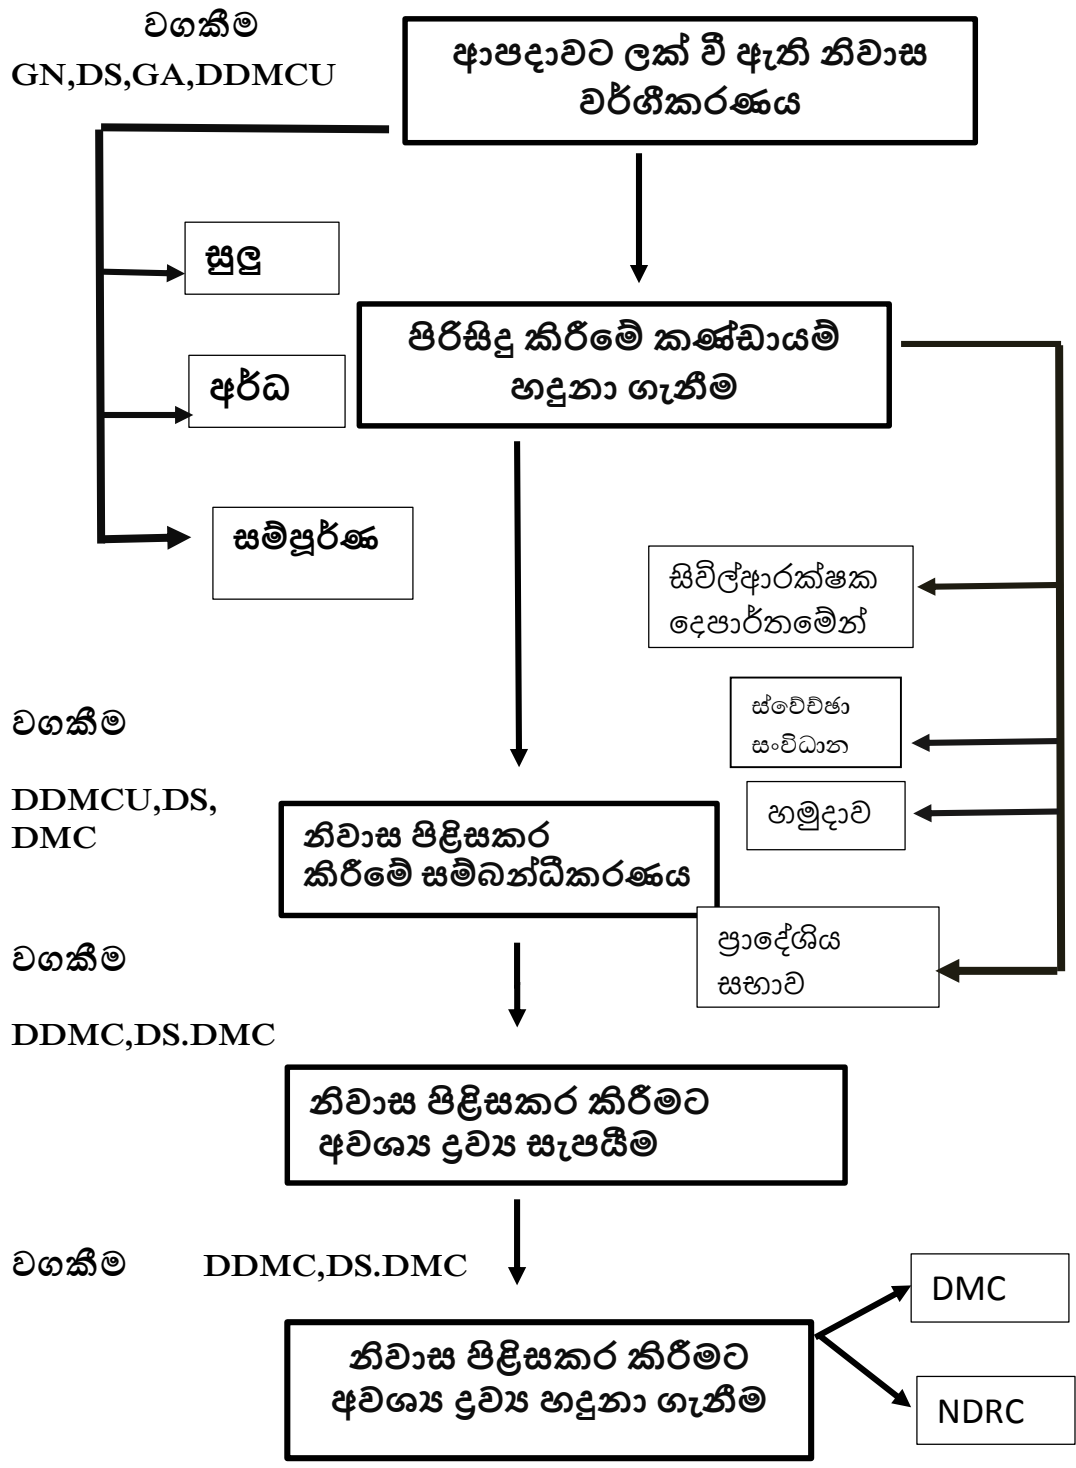 වගකීම
GN,DS,GA,DDMCU
ආපදාවට ලක් වී ඇති නිවාස
වර්ගීකරණය
සුලු
අර්ධ
සම්පූර්ණ
පිරිසිදු කිරීමේ කණ්ඩායම්
හදුනා ගැනීම
සිවිල්ආරක්ෂක
දෙපාර්තමේන්
ස්වේච්ඡා
සංවිධාන
හමුදාව
ප්‍රාදේශිය
සභාව
වගකීම
DDMCU,DS,
DMC
නිවාස පිළිසකර
කිරීමේ සම්බන්ධීකරණය
වගකීම
DDMC,DS.DMC
නිවාස පිළිසකර කිරීමට
අවශ්‍ය ද්‍රව්‍ය සැපයීම
වගකීම DDMC,DS.DMC
නිවාස පිළිසකර කිරීමට
අවශ්‍ය ද්‍රව්‍ය හදුනා ගැනීම
DMC
NDRC